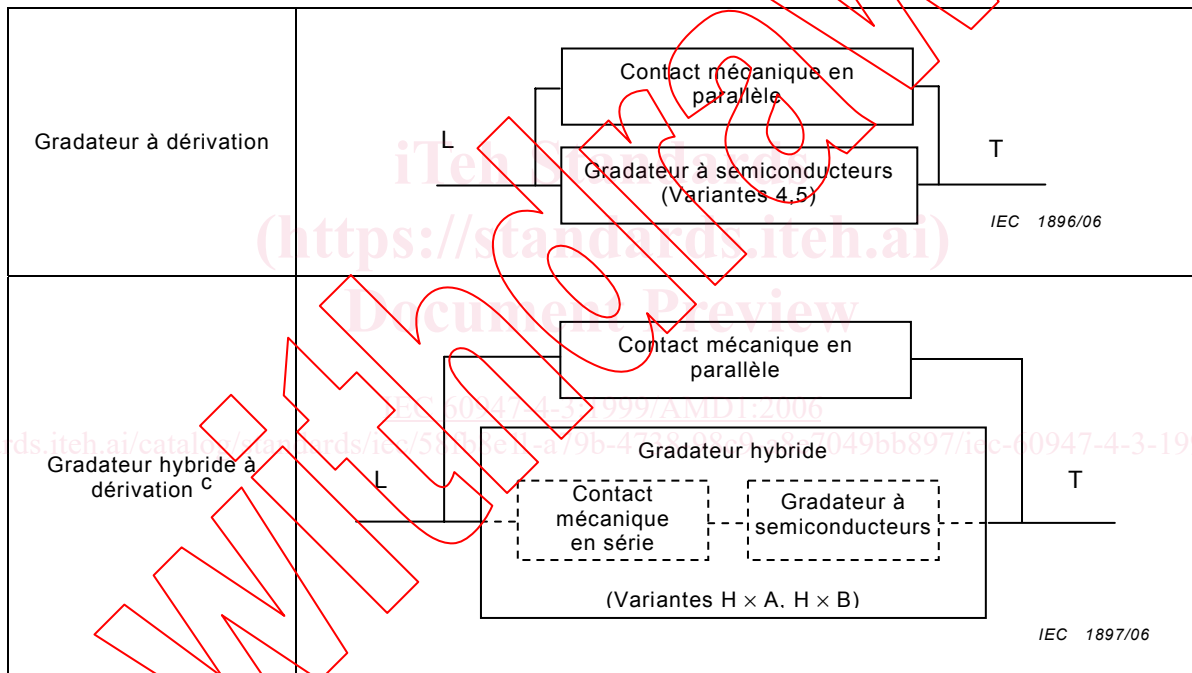 Contact mécanique en
parallèle
Gradateur à dérivation
L
T
Gradateur à semiconducteurs
(Variantes 4,5)
IEC 1896/06
iTeh Standards
(https://standards.iteh.ai)
Document Preview
Contact mécanique en
parallèle
IEC 60947-4-3:1999/AMD1:2006
Gradateur hybride
Gradateur hybride à
dérivation c
L
T
Contact
mécanique
en série
Gradateur à
semiconducteurs
(Variantes H × A, H × B)
IEC 1897/06
Withdrawn